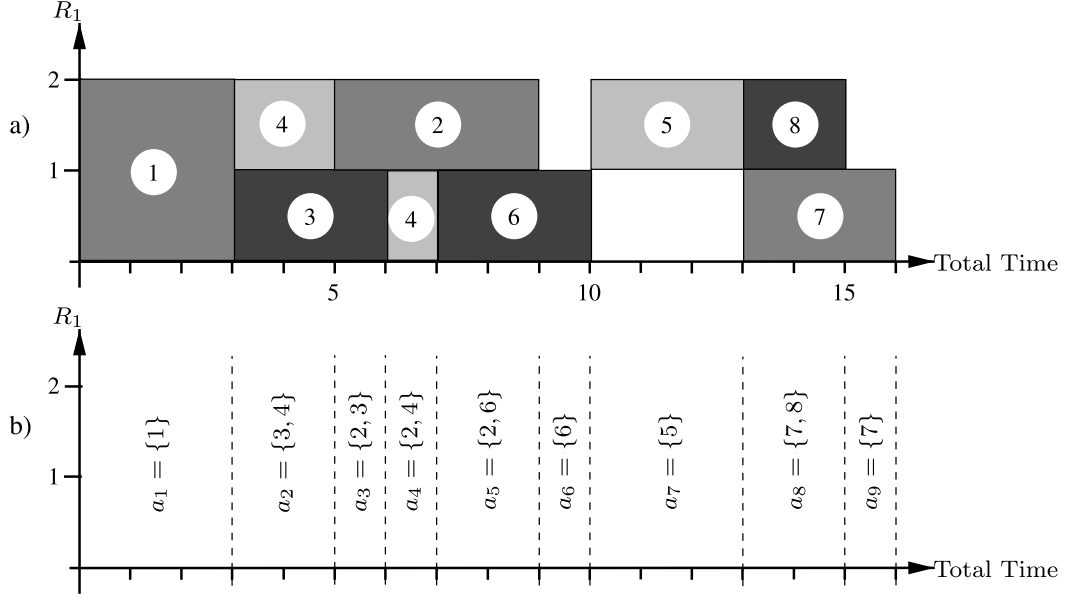 R₁
2
a)
1
1
4
2
3
4
6
5
8
7
5
10
15
Total Time
R₁
2
b)
1
a₁ = {1}
a₂ = {3, 4}
a₃ = {2, 3}
a₄ = {2, 4}
a₅ = {2, 6}
a₆ = {6}
a₇ = {5}
a₈ = {7, 8}
a₉ = {7}
Total Time